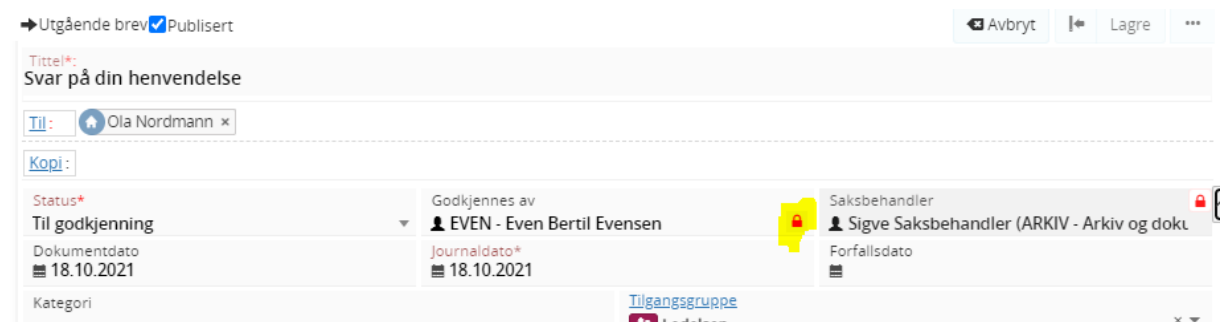 Utgående brev Publisert Avbryt Lagre ...
Tittel*:
Svar på din henvendelse
Til: Ola Nordmann ×
Kopi:
Status* Godkjennes av Saksbehandler
Til godkjenning EVEN - Even Bertil Evensen Sigve Saksbehandler (ARKIV - Arkiv og doku
Dokumentdato Journaldato* Forfallsdato
18.10.2021 18.10.2021
Kategori Tilgangsgruppe